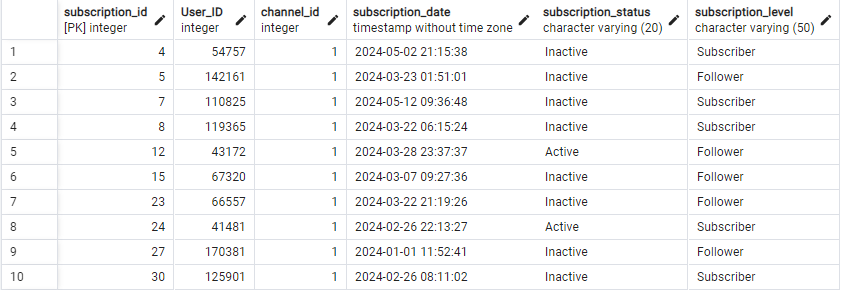 subscription_id User_ID channel_id subscription_date subscription_status subscription_level
[PK] integer integer integer timestamp without time zone character varying (20) character varying (50)
1 4 54757 1 2024-05-02 21:15:38 Inactive Subscriber
2 5 142161 1 2024-03-23 01:51:01 Inactive Follower
3 7 110825 1 2024-05-12 09:36:48 Inactive Subscriber
4 8 119365 1 2024-03-22 06:15:24 Inactive Subscriber
5 12 43172 1 2024-03-28 23:37:37 Active Follower
6 15 67320 1 2024-03-07 09:27:36 Inactive Follower
7 23 66557 1 2024-03-22 21:19:26 Inactive Follower
8 24 41481 1 2024-02-26 22:13:27 Active Subscriber
9 27 170381 1 2024-01-01 11:52:41 Inactive Follower
10 30 125901 1 2024-02-26 08:11:02 Inactive Subscriber